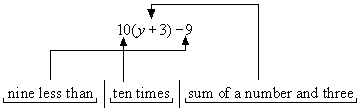 10(y + 3) − 9
nine less than ten times sum of a number and three